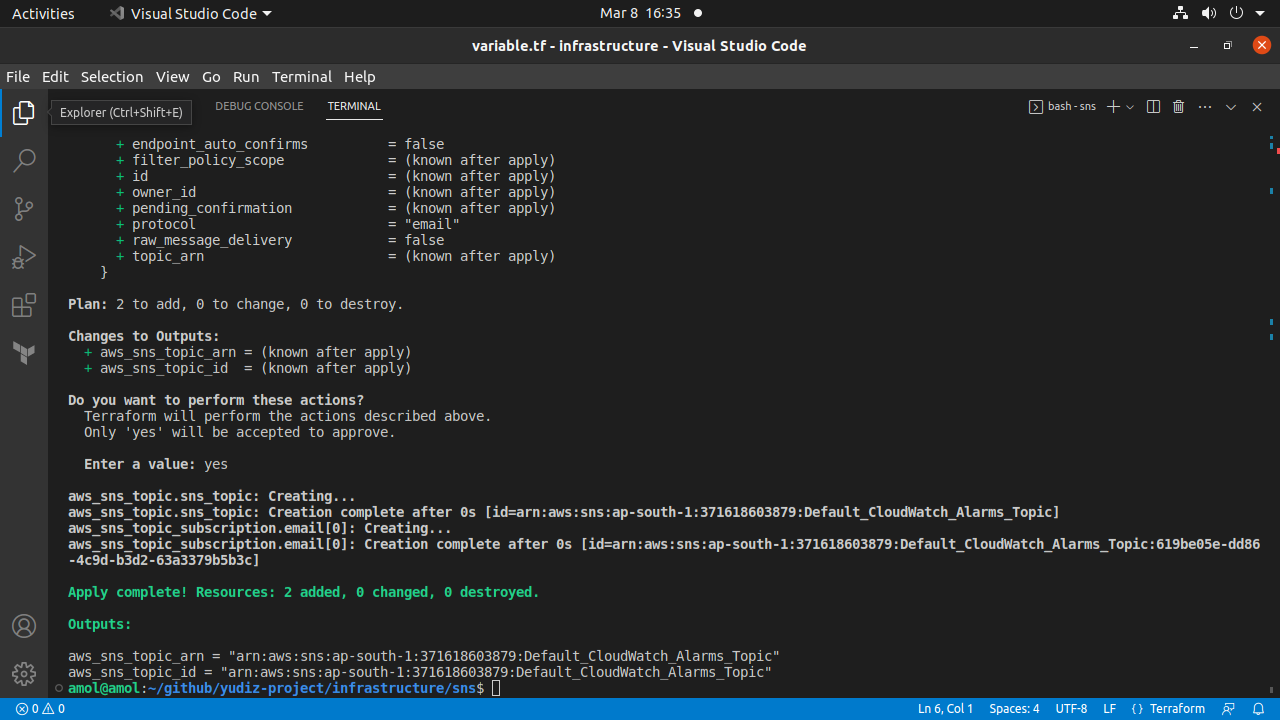 Activities Visual Studio Code Mar 8 16:35
variable.tf - infrastructure - Visual Studio Code
File Edit Selection View Go Run Terminal Help
Explorer (Ctrl+Shift+E) DEBUG CONSOLE TERMINAL bash - sns
+ endpoint_auto_confirms = false
+ filter_policy_scope = (known after apply)
+ id = (known after apply)
+ owner_id = (known after apply)
+ pending_confirmation = (known after apply)
+ protocol = "email"
+ raw_message_delivery = false
+ topic_arn = (known after apply)
}
Plan: 2 to add, 0 to change, 0 to destroy.
Changes to Outputs:
+ aws_sns_topic_arn = (known after apply)
+ aws_sns_topic_id = (known after apply)
Do you want to perform these actions?
Terraform will perform the actions described above.
Only 'yes' will be accepted to approve.
Enter a value: yes
aws_sns_topic.sns_topic: Creating...
aws_sns_topic.sns_topic: Creation complete after 0s [id=arn:aws:sns:ap-south-1:371618603879:Default_CloudWatch_Alarms_Topic]
aws_sns_topic_subscription.email[0]: Creating...
aws_sns_topic_subscription.email[0]: Creation complete after 0s [id=arn:aws:sns:ap-south-1:371618603879:Default_CloudWatch_Alarms_Topic:619be05e-dd86
-4c9d-b3d2-63a3379b5b3c]
Apply complete! Resources: 2 added, 0 changed, 0 destroyed.
Outputs:
aws_sns_topic_arn = "arn:aws:sns:ap-south-1:371618603879:Default_CloudWatch_Alarms_Topic"
aws_sns_topic_id = "arn:aws:sns:ap-south-1:371618603879:Default_CloudWatch_Alarms_Topic"
amol@amol:~/github/yudiz-project/infrastructure/sns$
0 0 Ln 6, Col 1 Spaces: 4 UTF-8 LF {} Terraform